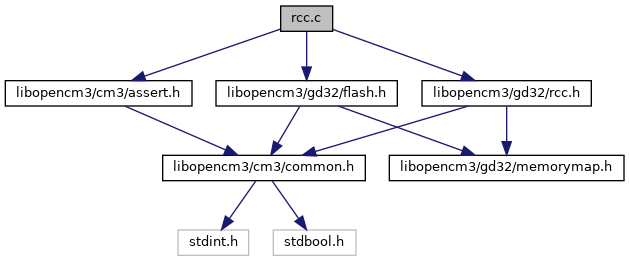 rcc.c
libopencm3/cm3/assert.h
libopencm3/gd32/flash.h
libopencm3/gd32/rcc.h
libopencm3/cm3/common.h
libopencm3/gd32/memorymap.h
stdint.h
stdbool.h